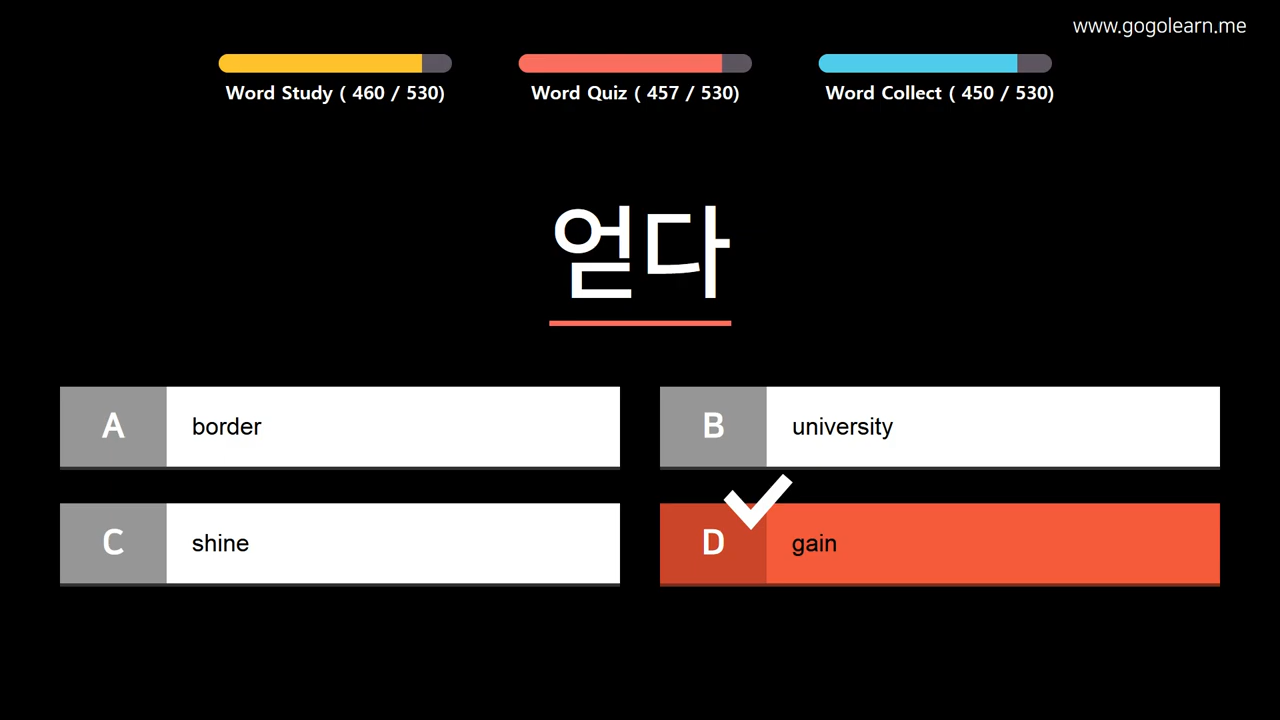 www.gogolearn.me
Word Study ( 460 / 530) Word Quiz ( 457 / 530) Word Collect ( 450 / 530)
얻다
A border
B university
C shine
D gain